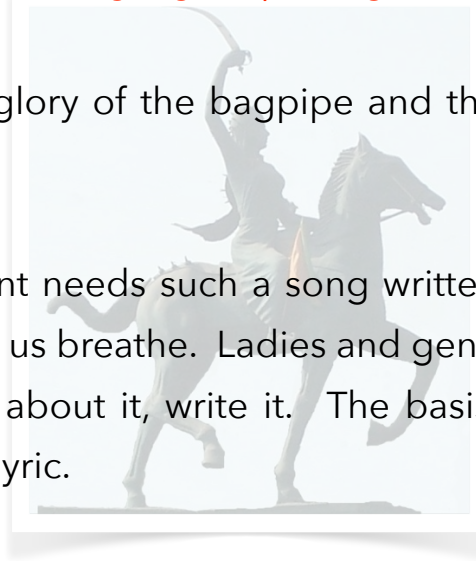 glory of the bagpipe and th
nt needs such a song writte
us breathe. Ladies and gen
about it, write it. The basi
yric.